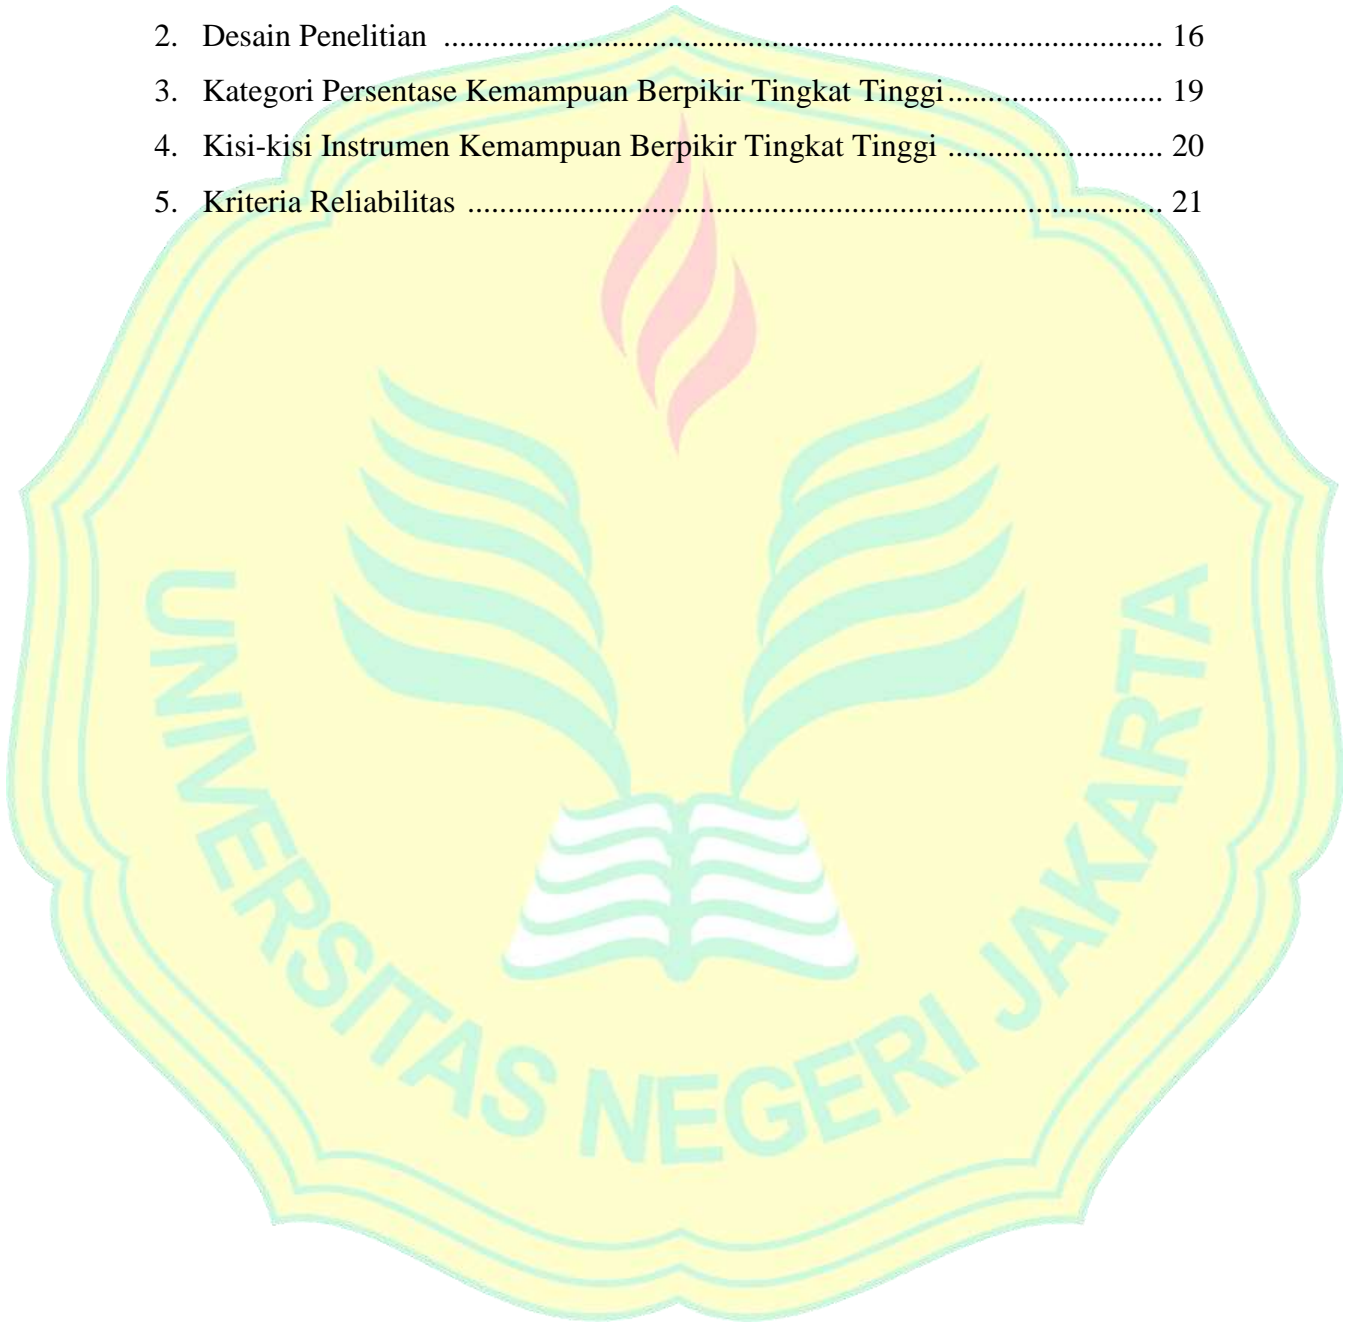 2. Desain Penelitian ........................................................................................... 16
3. Kategori Persentase Kemampuan Berpikir Tingkat Tinggi ........................... 19
4. Kisi-kisi Instrumen Kemampuan Berpikir Tingkat Tinggi ........................... 20
5. Kriteria Reliabilitas ........................................................................................ 21
UNIVERSITAS NEGERI JAKARTA